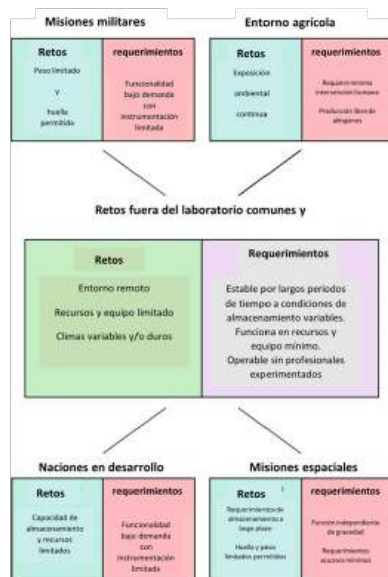 Misiones militares
Retos
Peso limitado
y
huella
permitida
requerimientos
Funcionalidad
bajo demanda
con
instrumentación
limitada
Entorno agrícola
Retos
Exposición
ambiental
continua
requerimientos
Requiere mínima
intervención humana
Producción libre de
Retos fuera del laboratorio comunes y
Retos
Entorno remoto
Recursos y equipo limitado
Climas variables y/o duros
Requerimientos
Estable por largos periodos
de tiempo a condiciones de
almacenamiento variables.
Funciona en recursos y
equipo mínimo.
Operable sin profesionales
experimentados
Naciones en desarrollo
Retos
Capacidad de
almacenamiento
y recursos
limitados
requerimientos
Funcionalidad
bajo demanda
con
instrumentación
limitada
Misiones espaciales
Retos
Requerimientos de
almacenamiento a
largo plazo
Huella y peso
limitados permitidos
requerimientos
Función independiente
de gravedad
Requerimientos
mínimos